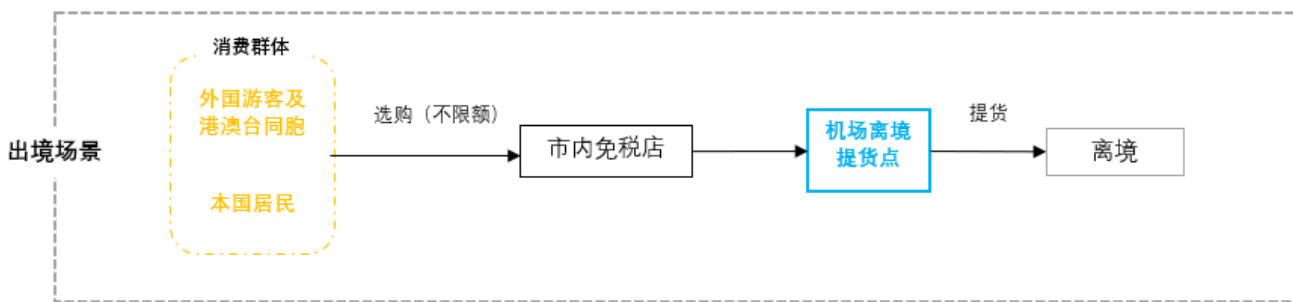 消费群体
外国游客及
港澳台同胞
本国居民
出境场景
选购（不限额）
市内免税店
机场离境
提货点
提货
离境